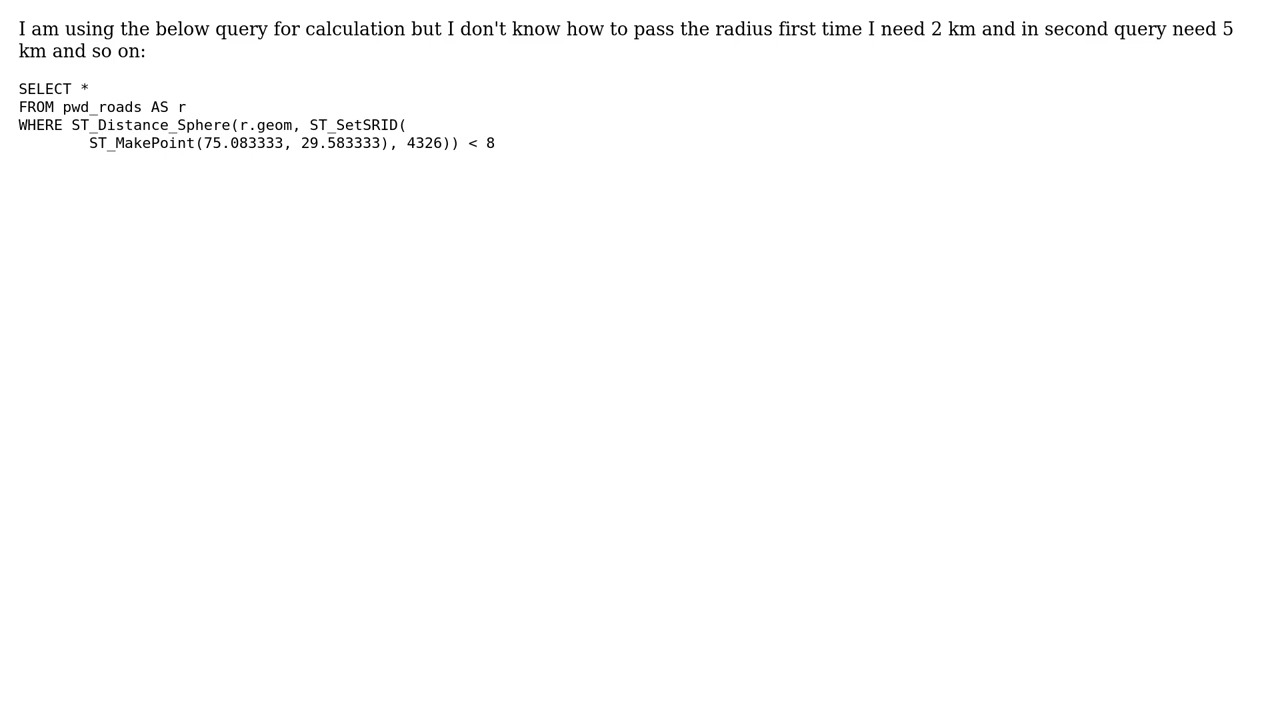 I am using the below query for calculation but I don't know how to pass the radius first time I need 2 km and in second query need 5
km and so on:
SELECT *
FROM pwd_roads AS r
WHERE ST_Distance_Sphere(r.geom, ST_SetSRID(
        ST_MakePoint(75.083333, 29.583333), 4326)) < 8